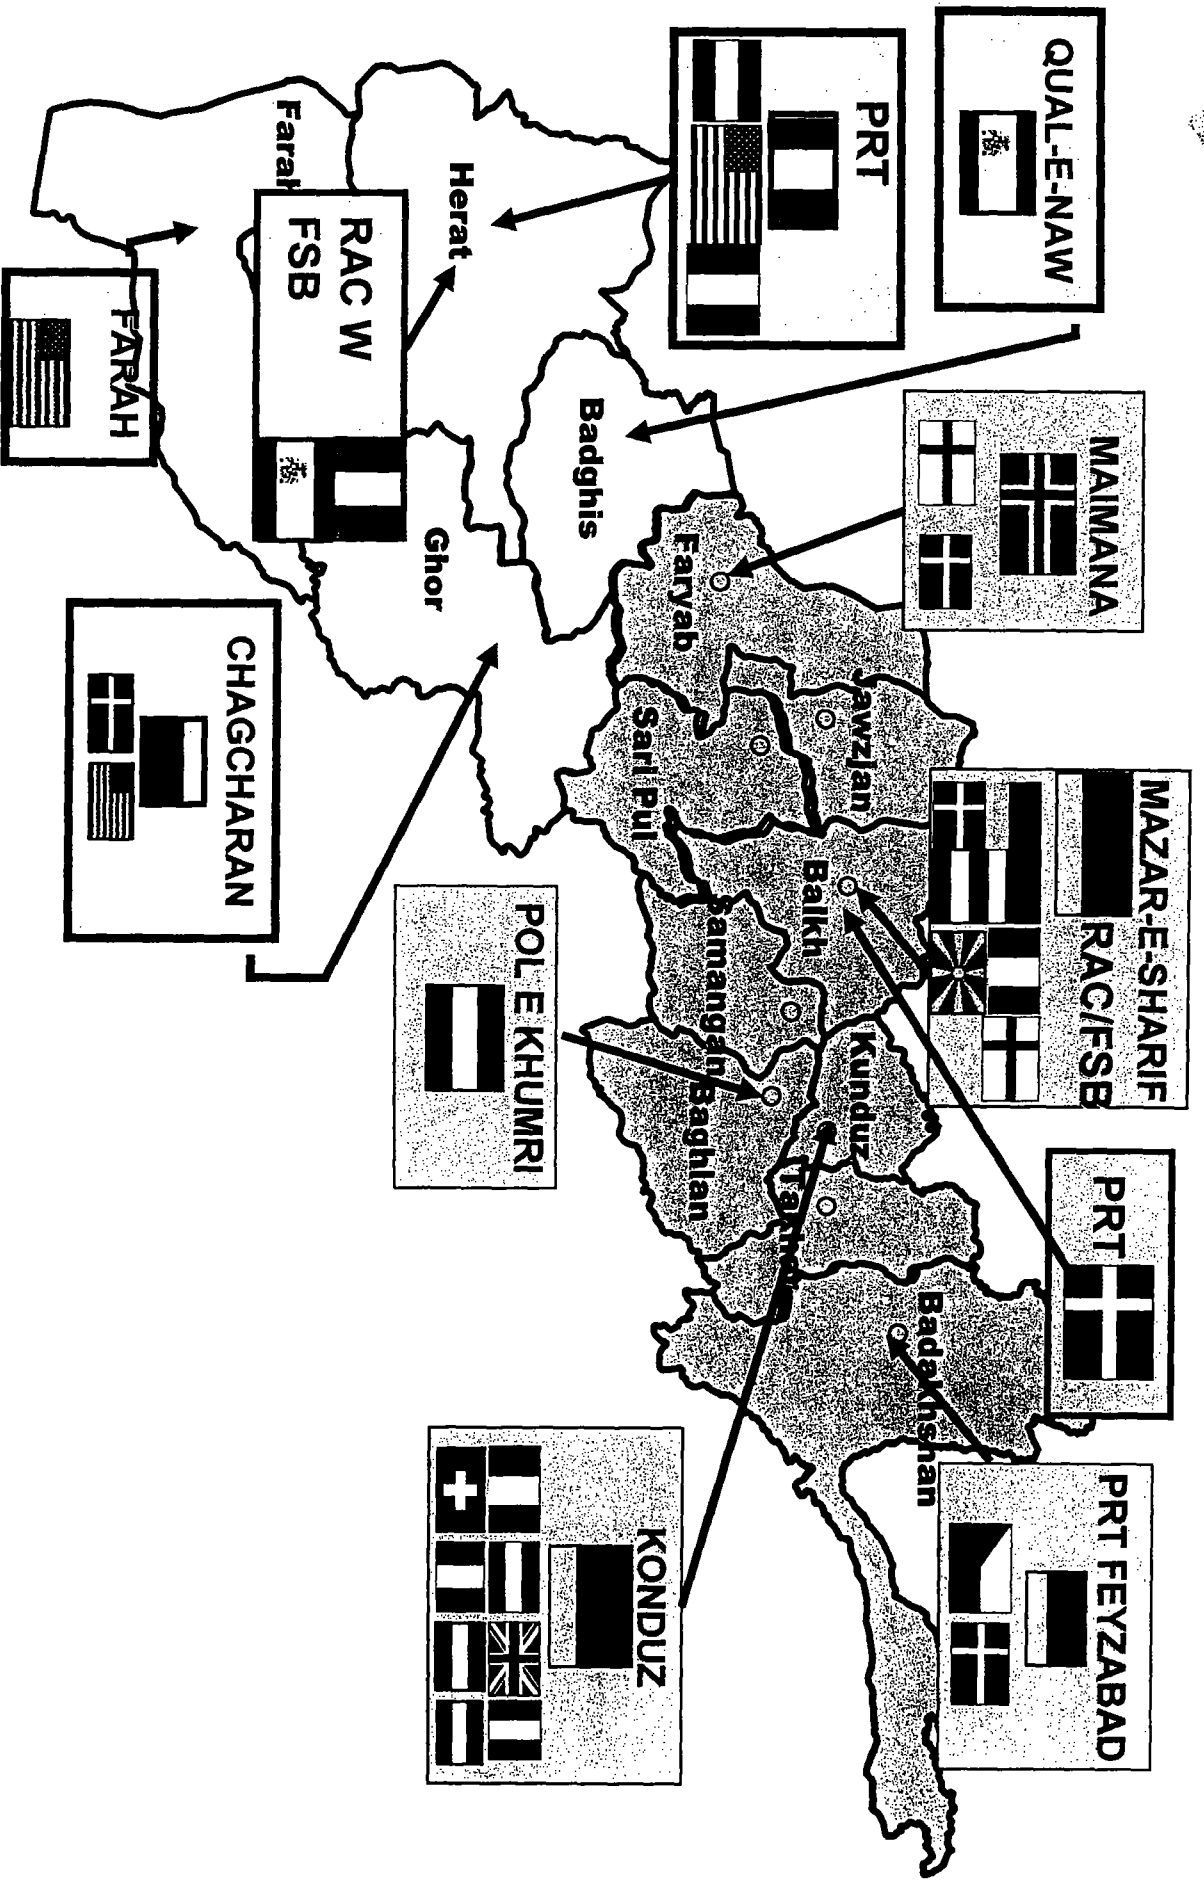 QUAL-E-NAW
PRT
MAIMANA
MAZAR-E-SHARIF
RAC/FSB
PRT
PRT FEYZABAD
Herat
Farah
RAC W
FSB
FARAH
Badghis
Ghor
Faryab
Jawzjan
Sari Pul
Balkh
Samangan
Kunduz
Baghlan
Takhar
Badakhshan
CHAGCHARAN
POL E KHUMRI
KONDUZ